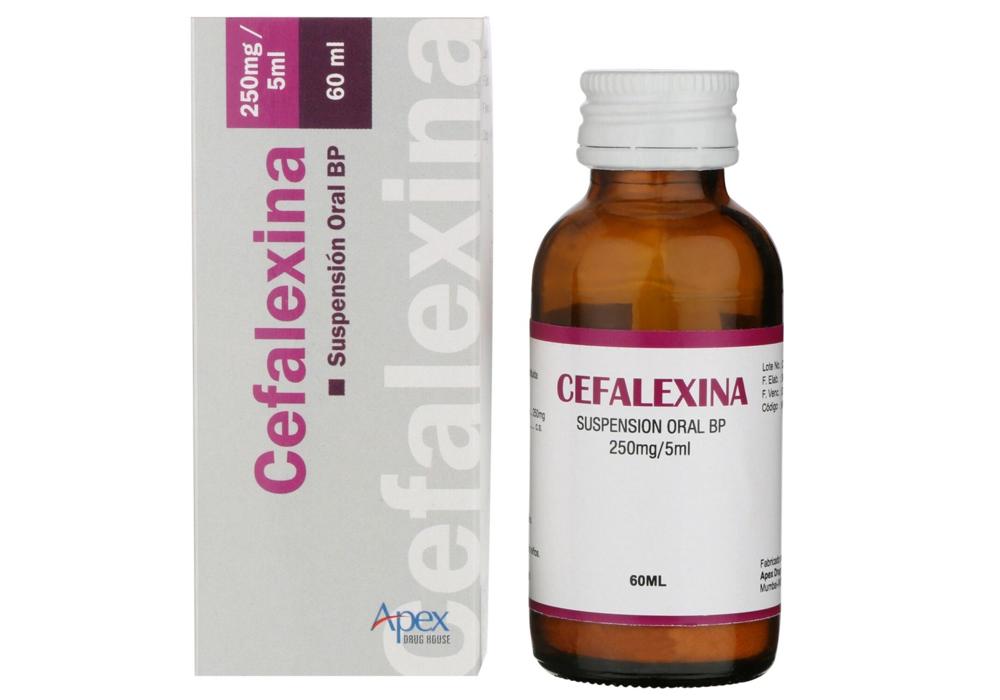 250mg/
5ml
60 ml
Cefalexina
Suspensión Oral BP
Cefalexina
Apex
DRUG HOUSE
CEFALEXINA
SUSPENSION ORAL BP
250mg/5ml
60ML
250mg
c.s.
Lote No.
F. Elab.
F. Venc.
Código
Apex